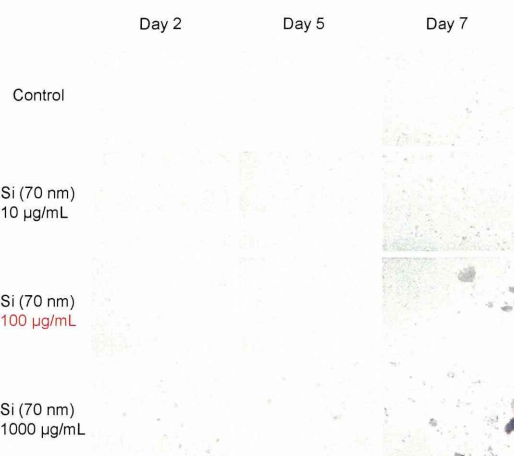 Day 2 Day 5 Day 7
Control
Si (70 nm)
10 µg/mL
Si (70 nm)
100 µg/mL
Si (70 nm)
1000 µg/mL